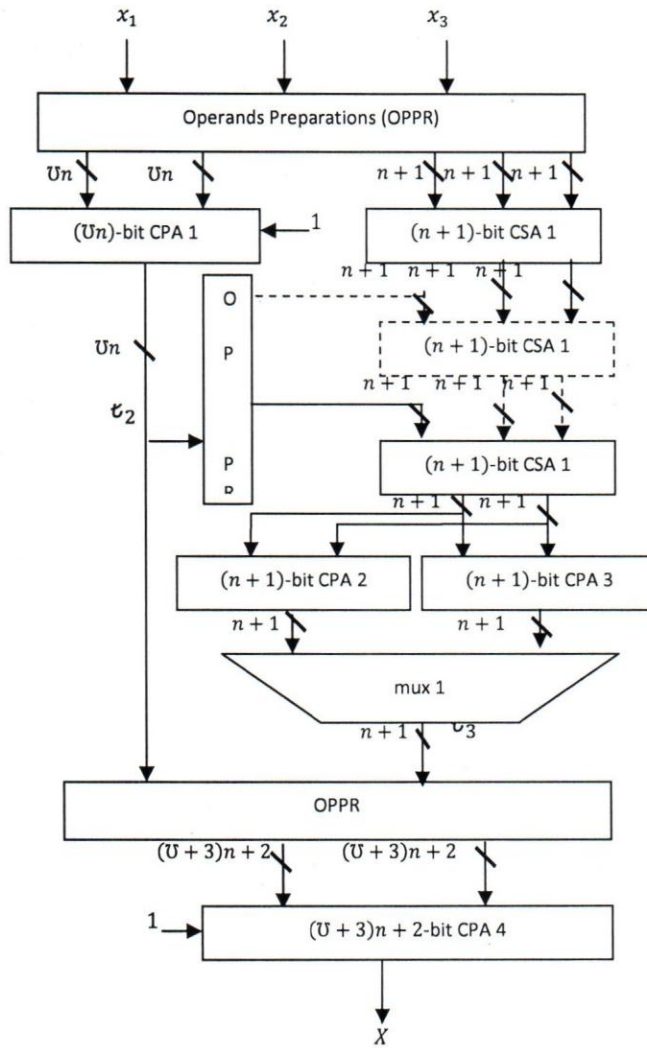 x₁ x₂ x₃
Operands Preparations (OPPR)
Ʊn Ʊn n + 1 n + 1 n + 1
(Ʊn)-bit CPA 1 1 (n + 1)-bit CSA 1
n + 1 n + 1 n + 1
O
P
(n + 1)-bit CSA 1
Ʊn
n + 1 n + 1 n + 1
𝔱₂
P
(n + 1)-bit CSA 1
n + 1 n + 1
(n + 1)-bit CPA 2 (n + 1)-bit CPA 3
n + 1 n + 1
mux 1
n + 1
OPPR
(Ʊ + 3)n + 2 (Ʊ + 3)n + 2
1 (Ʊ + 3)n + 2-bit CPA 4
X